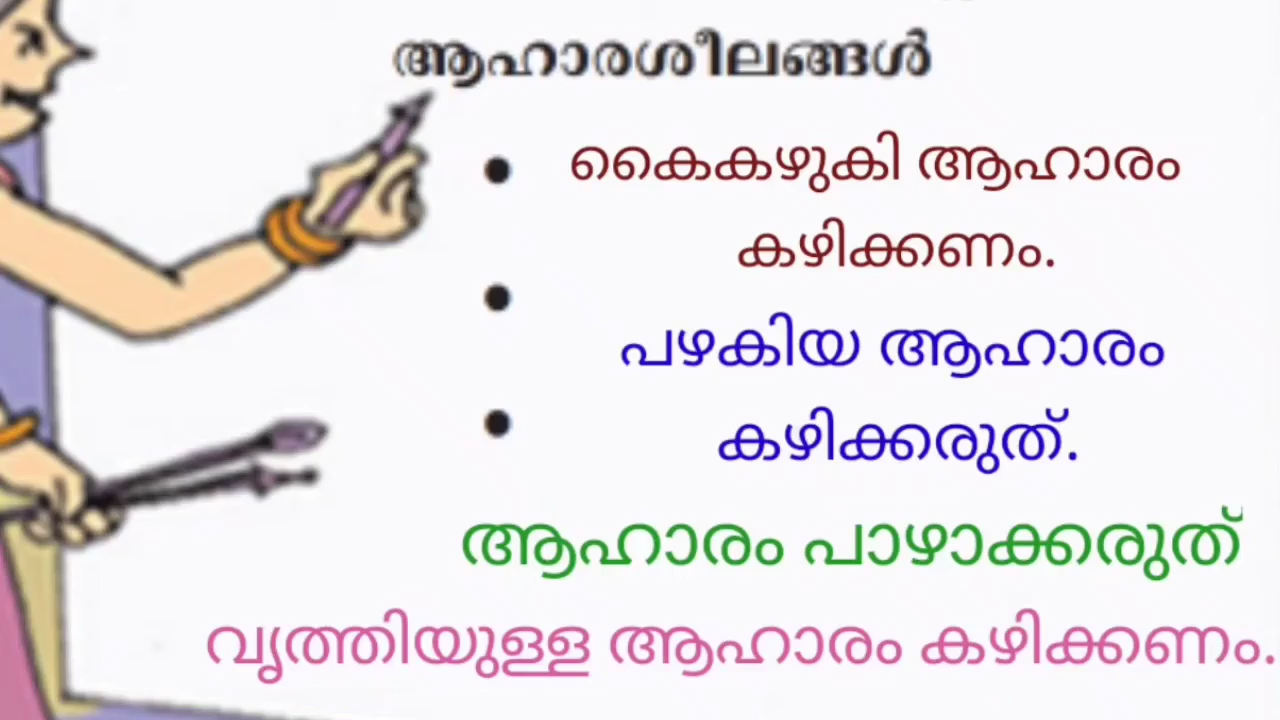 ആഹാരശീലങ്ങൾ
• കൈകഴുകി ആഹാരം
കഴിക്കണം.
• പഴകിയ ആഹാരം
• കഴിക്കരുത്.
ആഹാരം പാഴാക്കരുത്
വൃത്തിയുള്ള ആഹാരം കഴിക്കണം.